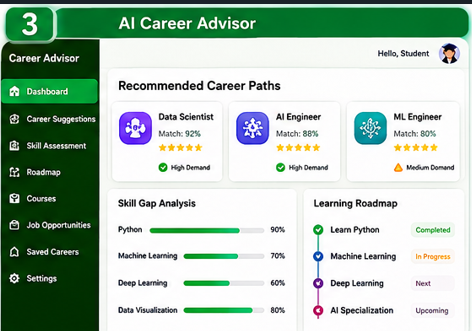 3
AI Career Advisor
Career Advisor
Hello, Student
Dashboard
Career Suggestions
Skill Assessment
Roadmap
Courses
Job Opportunities
Saved Careers
Settings
Recommended Career Paths
Data Scientist
Match: 92%
High Demand
AI Engineer
Match: 88%
High Demand
ML Engineer
Match: 80%
Medium Domand
Skill Gap Analysis
Python 90%
Machine Learning 70%
Deep Learning 60%
Data Visualization 80%
Learning Roadmap
Learn Python Completed
Machine Learning In Progress
Deep Learning Next
AI Specialization Upcoming